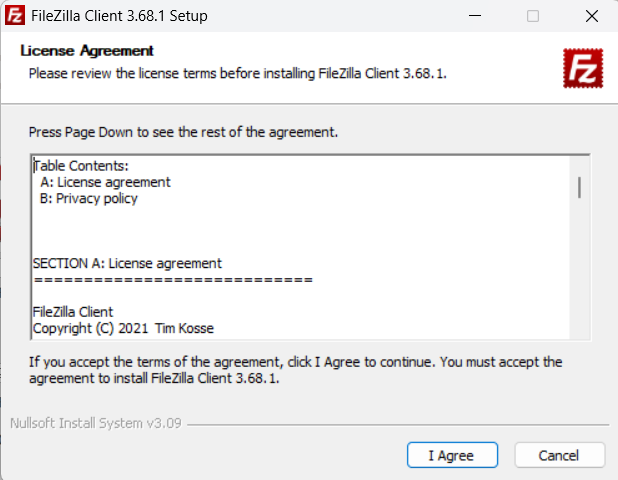 FileZilla Client 3.68.1 Setup
License Agreement
Please review the license terms before installing FileZilla Client 3.68.1.
Fz
Press Page Down to see the rest of the agreement.
Table Contents:
A: License agreement
B: Privacy policy
SECTION A: License agreement
============================
FileZilla Client
Copyright (C) 2021 Tim Kosse
If you accept the terms of the agreement, click I Agree to continue. You must accept the
agreement to install FileZilla Client 3.68.1.
Nullsoft Install System v3.09
I Agree
Cancel